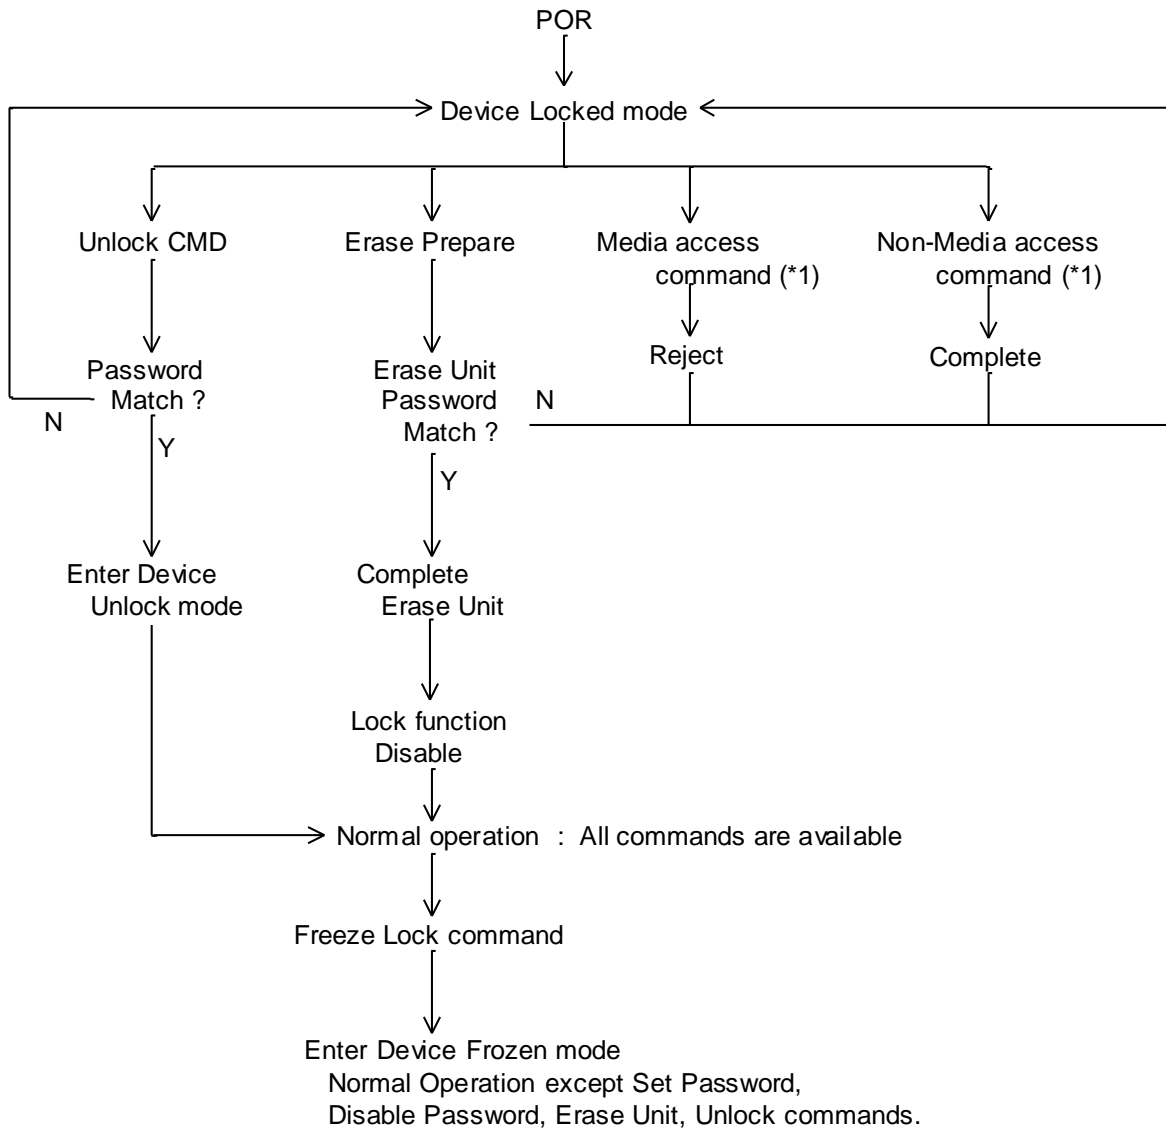 POR
Device Locked mode
Unlock CMD
Erase Prepare
Media access
command (*1)
Non-Media access
command (*1)
Password
Match ?
N
Y
Erase Unit
Password
Match ?
N
Y
Reject
Complete
Enter Device
Unlock mode
Complete
Erase Unit
Lock function
Disable
Normal operation : All commands are available
Freeze Lock command
Enter Device Frozen mode
Normal Operation except Set Password,
Disable Password, Erase Unit, Unlock commands.